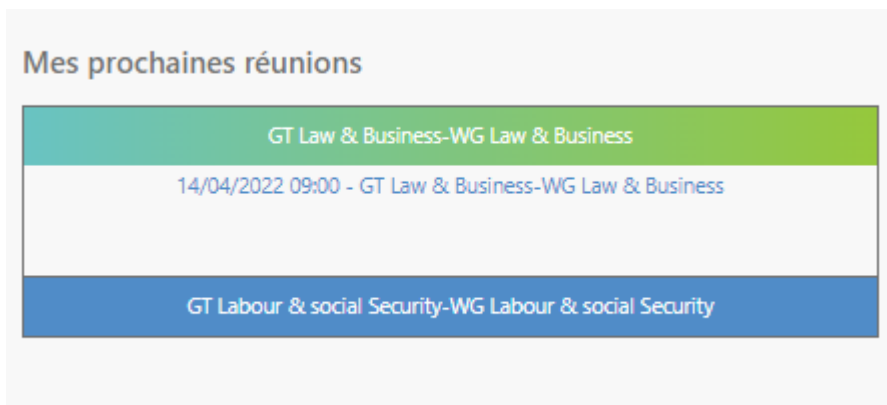 Mes prochaines réunions
GT Law & Business-WG Law & Business
14/04/2022 09:00 - GT Law & Business-WG Law & Business
GT Labour & social Security-WG Labour & social Security